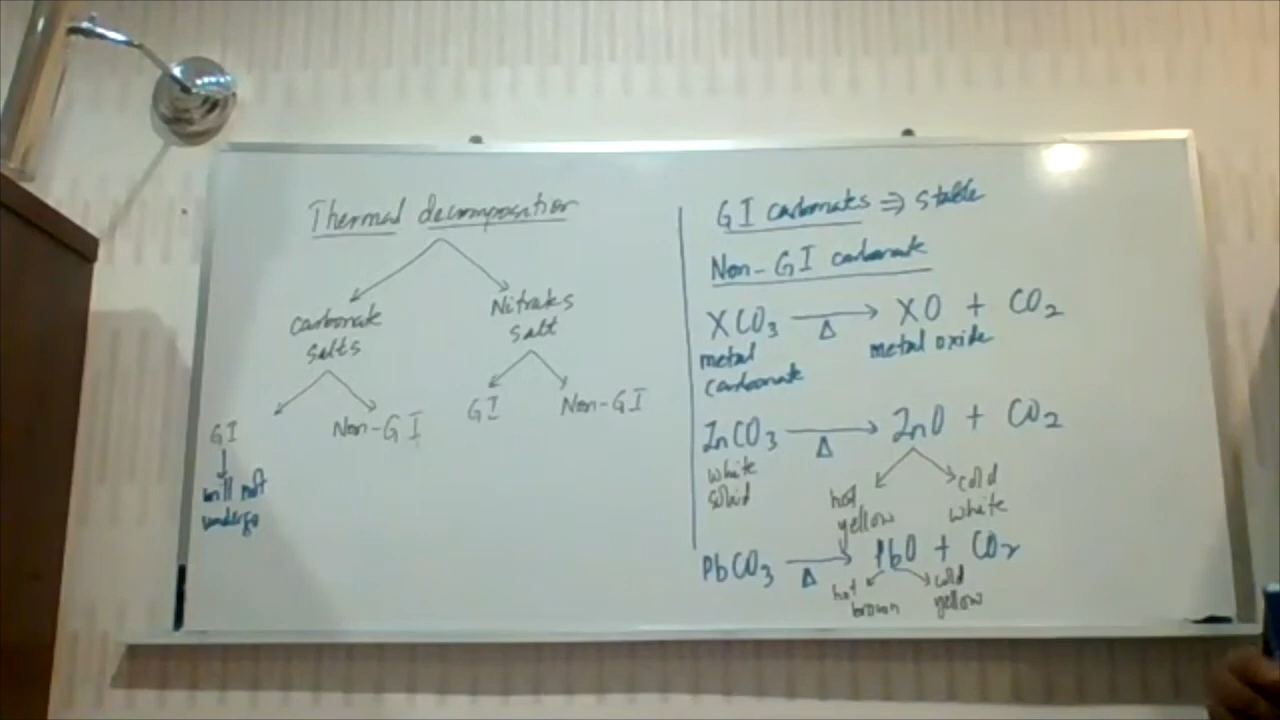 Thermal decomposition
Carbonate
salts
Nitrates
salt
GI
Non-GI
GI
Non-GI
will not
undergo
GI carbonates ⇒ stable
Non-GI carbonate
XCO₃ →Δ XO + CO₂
metal
carbonate
metal oxide
ZnCO₃ →Δ ZnO + CO₂
white
solid
hot
yellow
cold
white
PbCO₃ →Δ PbO + CO₂
hot
brown
cold
yellow